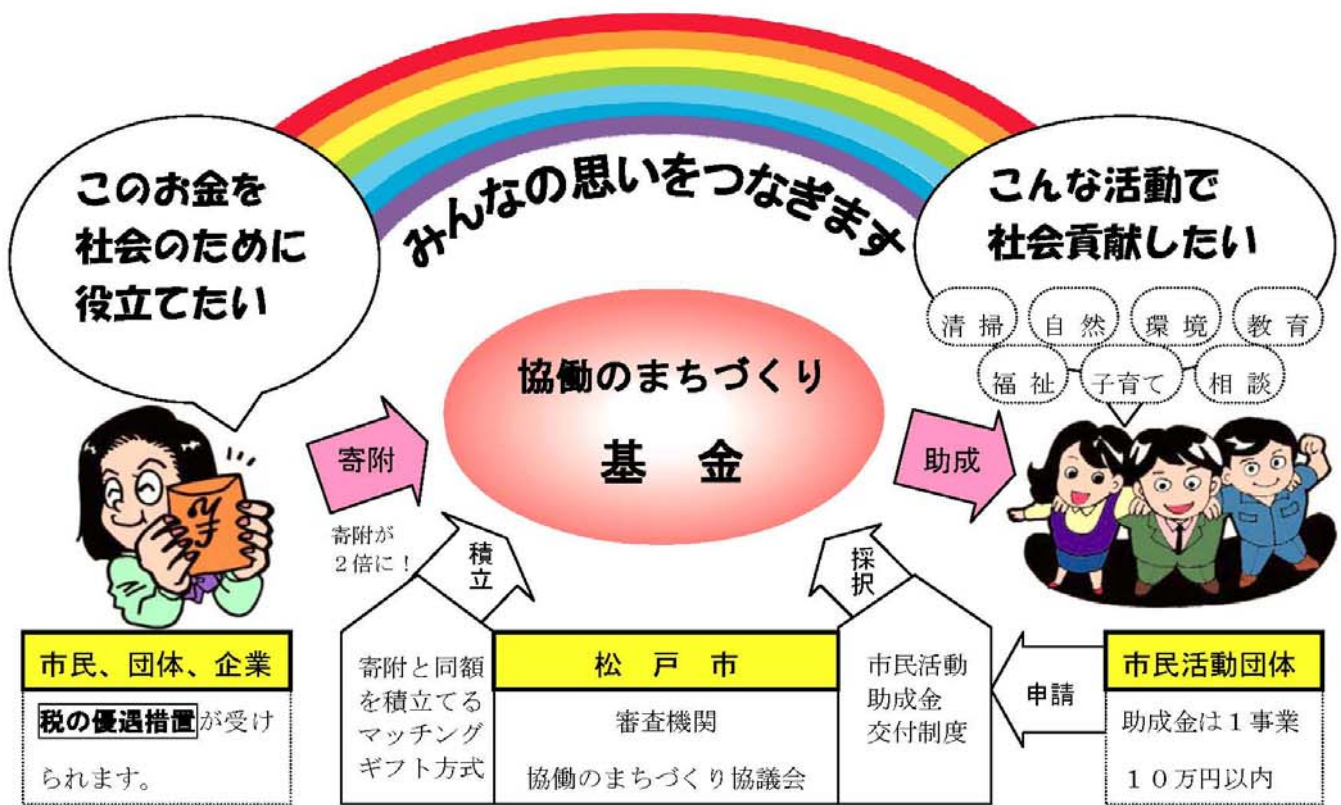 みんなの思いをつなぎます
このお金を
社会のために
役立てたい
こんな活動で
社会貢献したい
清掃
自然
環境
教育
福祉
子育て
相談
協働のまちづくり
基金
寄附
助成
寄附が
2倍に！
積立
採択
市民、団体、企業
税の優遇措置が受け
られます。
寄附と同額
を積立てる
マッチング
ギフト方式
松戸市
審査機関
協働のまちづくり協議会
市民活動
助成金
交付制度
申請
市民活動団体
助成金は１事業
１０万円以内